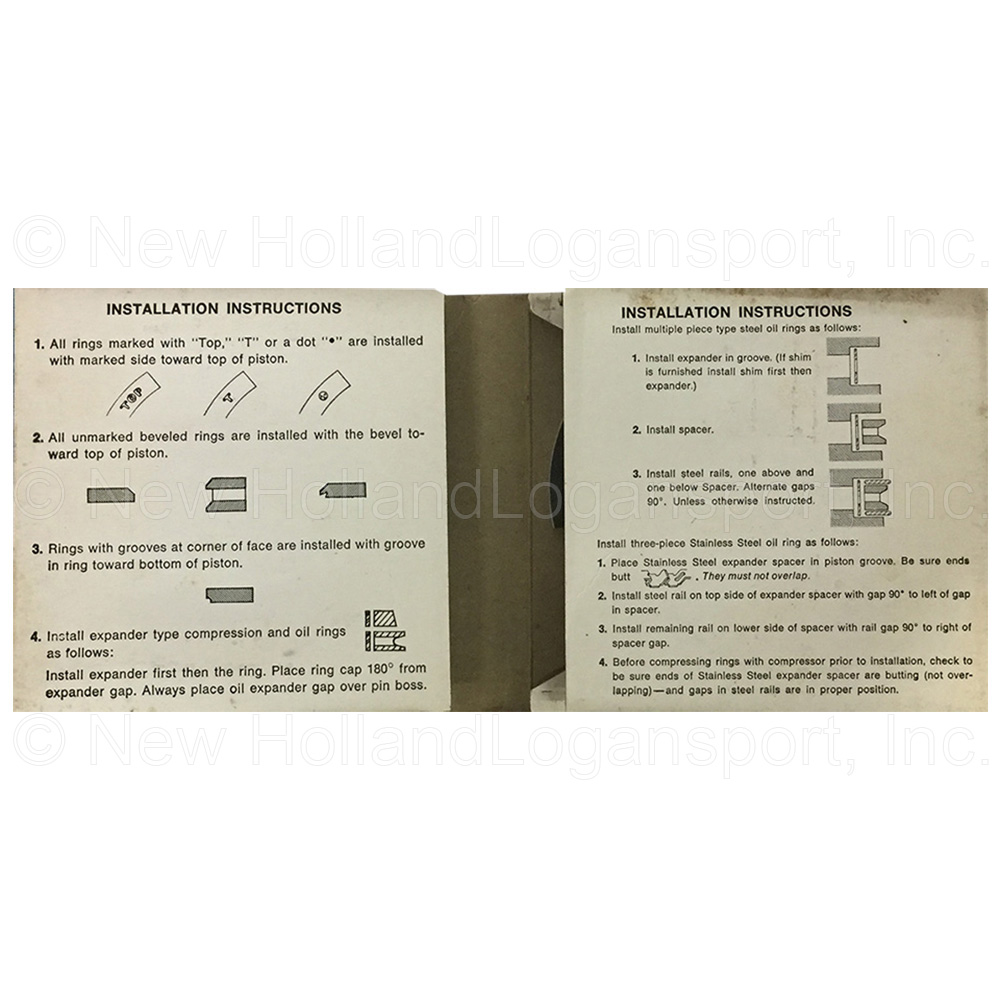 © New HollandLogansport, Inc.
INSTALLATION INSTRUCTIONS
1. All rings marked with "Top," "T" or a dot "•" are installed
with marked side toward top of piston.
TOP T
2. All unmarked beveled rings are installed with the bevel to-
ward top of piston.
3. Rings with grooves at corner of face are installed with groove
in ring toward bottom of piston.
4. Install expander type compression and oil rings
as follows:
Install expander first then the ring. Place ring cap 180° from
expander gap. Always place oil expander gap over pin boss.
INSTALLATION INSTRUCTIONS
Install multiple piece type steel oil rings as follows:
1. Install expander in groove. (If shim
is furnished install shim first then
expander.)
2. Install spacer.
3. Install steel rails, one above and
one below Spacer. Alternate gaps
90°. Unless otherwise instructed.
Install three-piece Stainless Steel oil ring as follows:
1. Place Stainless Steel expander spacer in piston groove. Be sure ends
butt . They must not overlap.
2. Install steel rail on top side of expander spacer with gap 90° to left of gap
in spacer.
3. Install remaining rail on lower side of spacer with rail gap 90° to right of
spacer gap.
4. Before compressing rings with compressor prior to installation, check to
be sure ends of Stainless Steel expander spacer are butting (not over-
lapping)—and gaps in steel rails are in proper position.
© New HollandLogansport, Inc.
© New HollandLogansport, Inc.